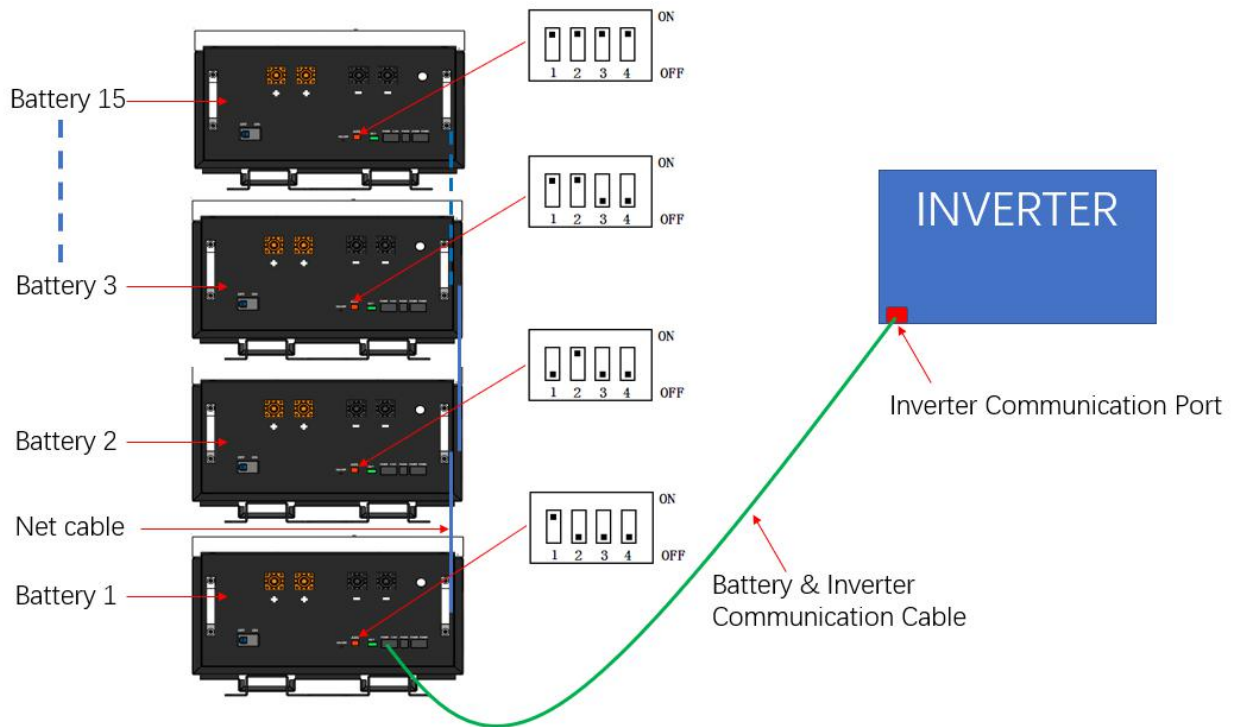 ON
1 2 3 4 OFF
Battery 15
+ + - -
ON
1 2 3 4 OFF
INVERTER
Battery 3
+ + - -
ON
1 2 3 4 OFF
Inverter Communication Port
Battery 2
+ + - -
ON
1 2 3 4 OFF
Net cable
Battery 1
+ + - -
Battery & Inverter
Communication Cable